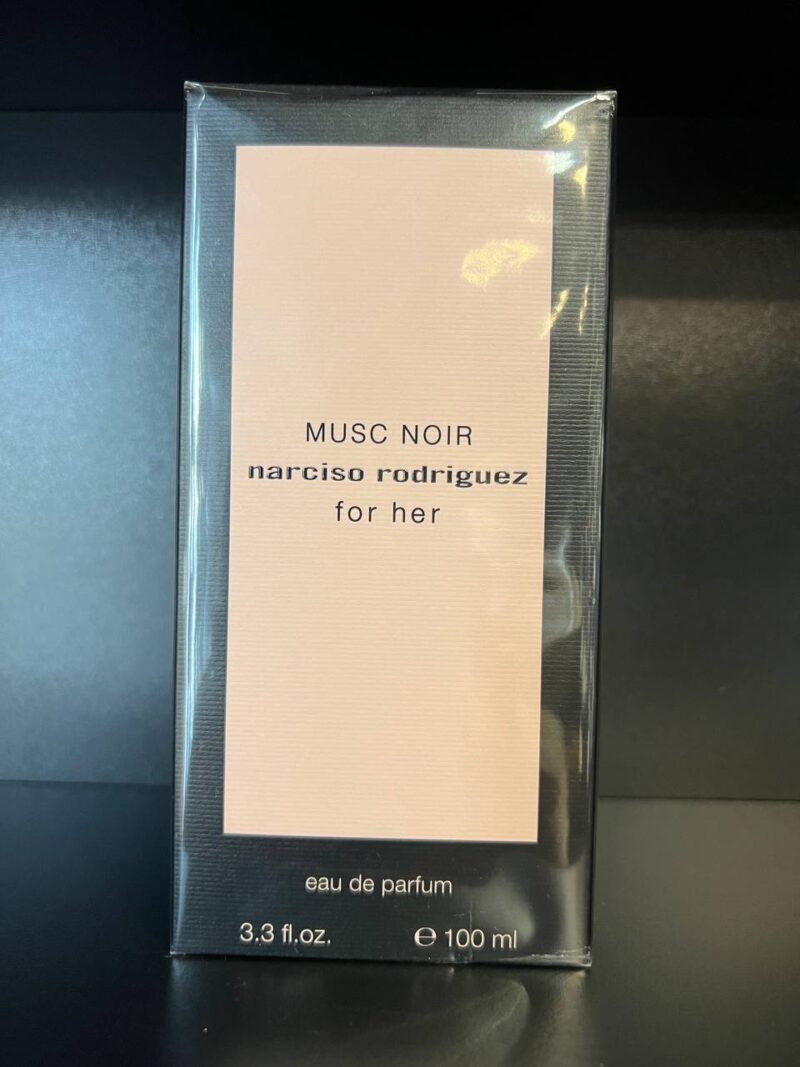 MUSC NOIR
narciso rodriguez
for her
eau de parfum
3.3 fl.oz. ℮ 100 ml